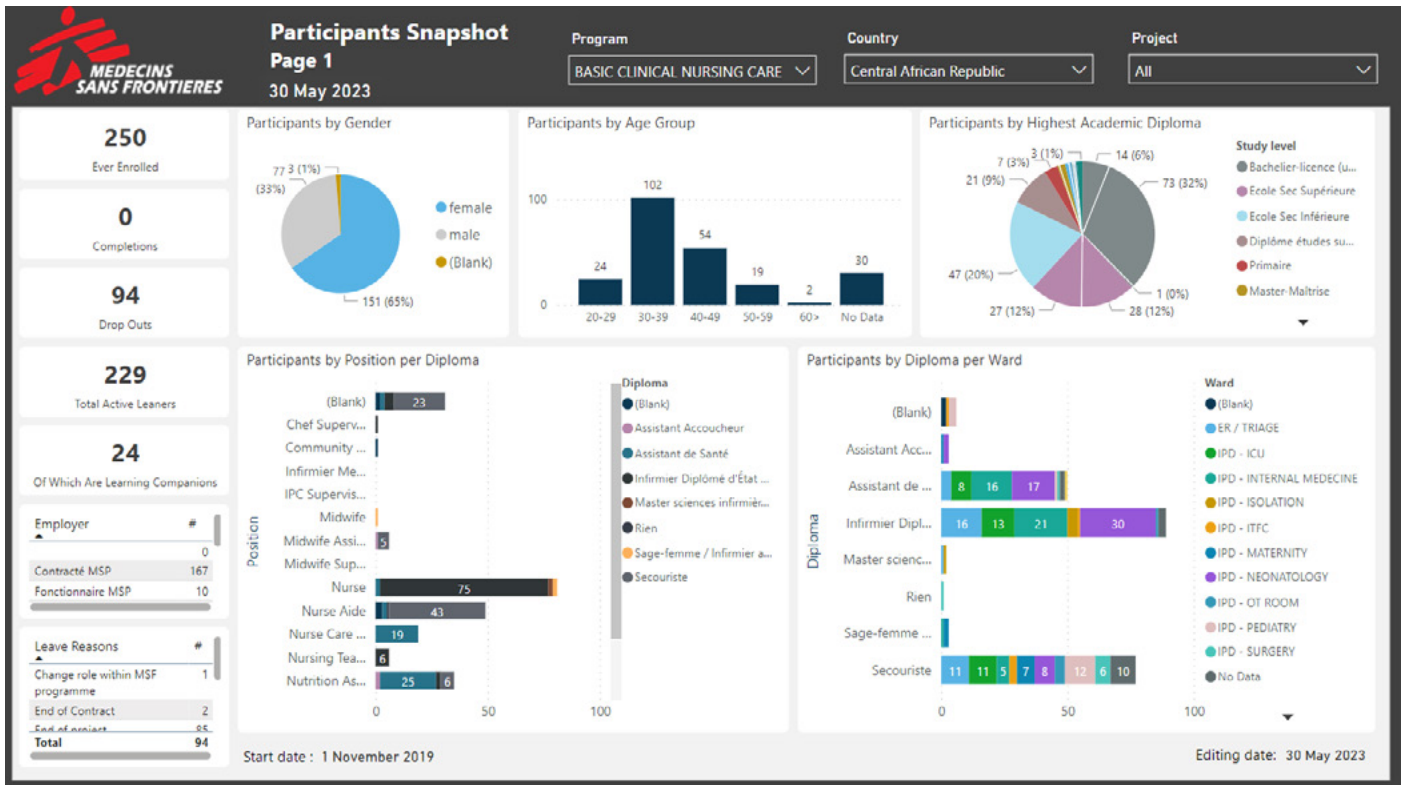 MEDECINS
SANS FRONTIERES
Participants Snapshot
Page 1
30 May 2023
Program
BASIC CLINICAL NURSING CARE
Country
Central African Republic
Project
All
250
Ever Enrolled
0
Completions
94
Drop Outs
229
Total Active Leaners
24
Of Which Are Learning Companions
Employer #
0
Contracté MSP 167
Fonctionnaire MSP 10
Leave Reasons #
Change role within MSF 1
programme
End of Contract 2
End of project 85
Total 94
Participants by Gender
77 3 (1%)
(33%)
151 (65%)
female
male
(Blank)
Participants by Age Group
100
0
24
102
54
19
2
30
20-29 30-39 40-49 50-59 60> No Data
Participants by Highest Academic Diploma
3 (1%)
7 (3%)
14 (6%)
21 (9%)
73 (32%)
47 (20%)
1 (0%)
27 (12%)
28 (12%)
Study level
Bachelier-licence (u...
Ecole Sec Supérieure
Ecole Sec Inférieure
Diplôme études su...
Primaire
Master-Maîtrise
Participants by Position per Diploma
Position
(Blank) 23
Chef Superv...
Community ...
Infirmier Me...
IPC Supervis...
Midwife
Midwife Assi... 5
Midwife Sup...
Nurse 75
Nurse Aide 43
Nurse Care ... 19
Nursing Tea... 6
Nutrition As... 25 6
0 50 100
Diploma
(Blank)
Assistant Accoucheur
Assistant de Santé
Infirmier Diplômé d'État ...
Master sciences infirmièr...
Rien
Sage-femme / Infirmier a...
Secouriste
Participants by Diploma per Ward
Diploma
(Blank)
Assistant Acc...
Assistant de ... 8 16 17
Infirmier Dipl... 16 13 21 30
Master scienc...
Rien
Sage-femme ...
Secouriste 11 11 5 7 8 12 6 10
0 50 100
Ward
(Blank)
ER / TRIAGE
IPD - ICU
IPD - INTERNAL MEDECINE
IPD - ISOLATION
IPD - ITFC
IPD - MATERNITY
IPD - NEONATOLOGY
IPD - OT ROOM
IPD - PEDIATRY
IPD - SURGERY
No Data
Start date : 1 November 2019
Editing date: 30 May 2023